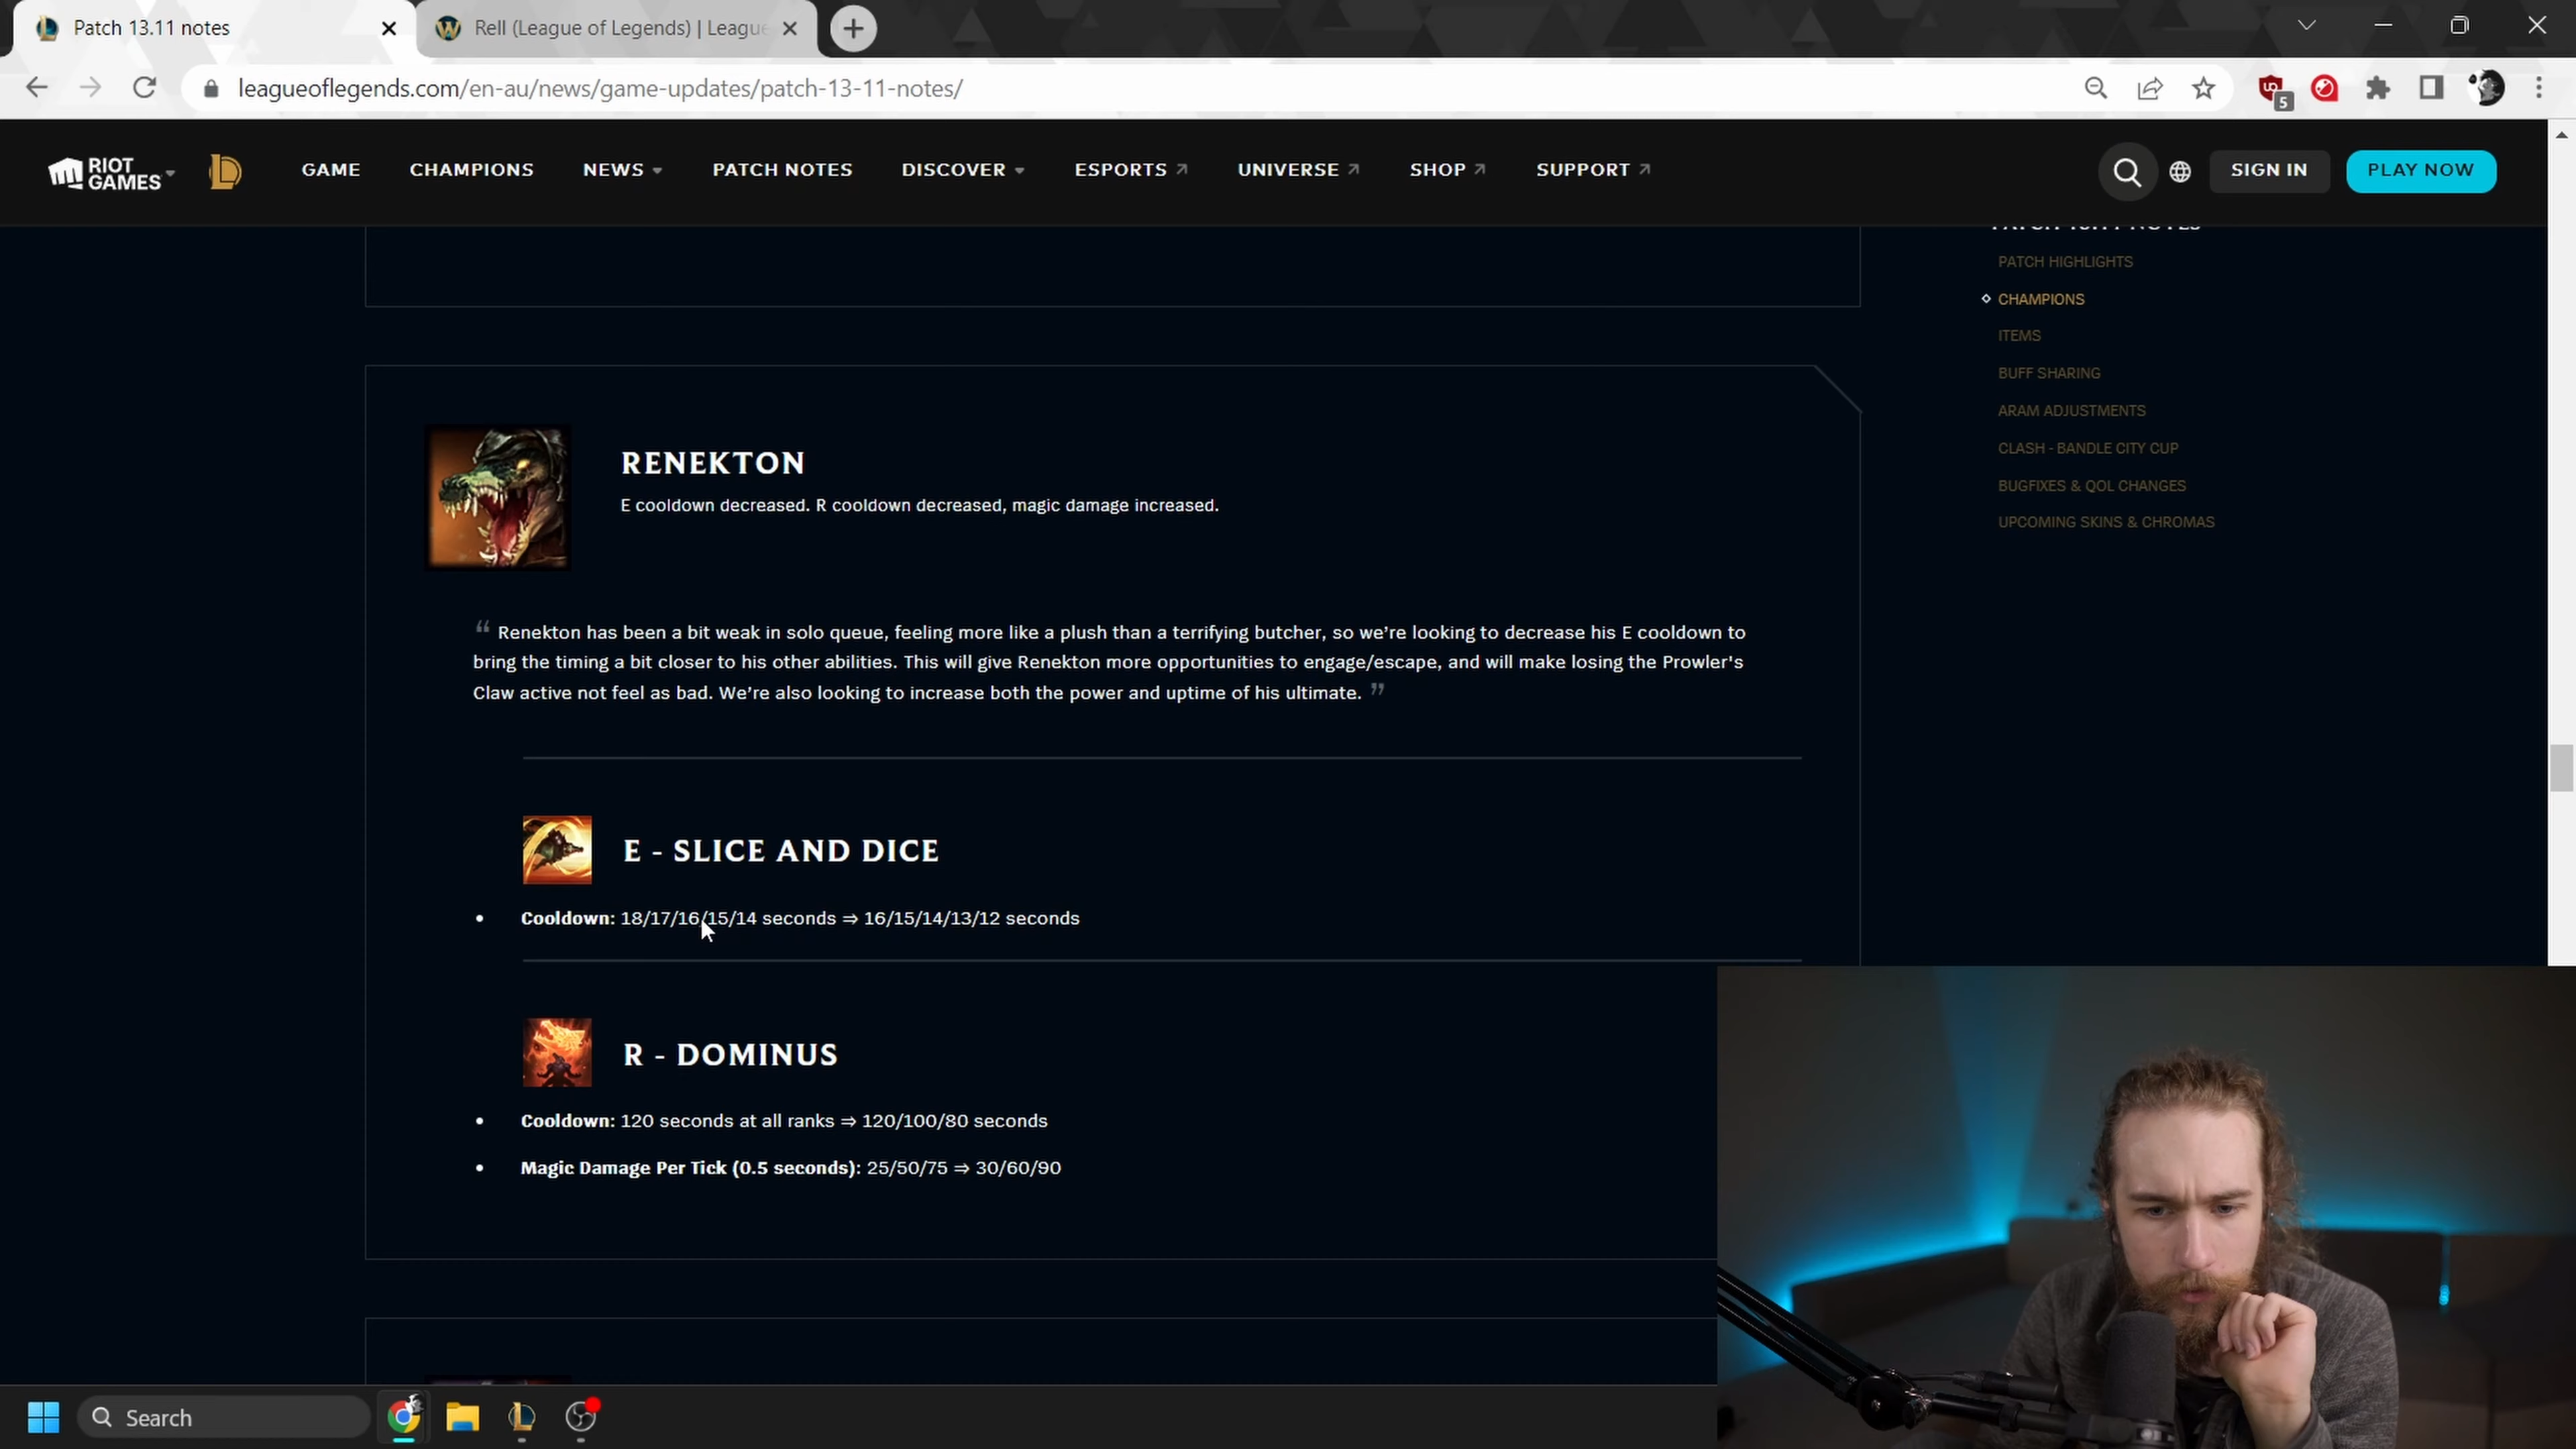 Patch 13.11 notes
Rell (League of Legends) | League
leagueoflegends.com/en-au/news/game-updates/patch-13-11-notes/
5
RIOT GAMES
GAME
CHAMPIONS
NEWS
PATCH NOTES
DISCOVER
ESPORTS
UNIVERSE
SHOP
SUPPORT
SIGN IN
PLAY NOW
PATCH 13.11 NOTES
PATCH HIGHLIGHTS
CHAMPIONS
ITEMS
BUFF SHARING
ARAM ADJUSTMENTS
CLASH - BANDLE CITY CUP
BUGFIXES & QOL CHANGES
UPCOMING SKINS & CHROMAS
RENEKTON
E cooldown decreased. R cooldown decreased, magic damage increased.
“ Renekton has been a bit weak in solo queue, feeling more like a plush than a terrifying butcher, so we’re looking to decrease his E cooldown to
bring the timing a bit closer to his other abilities. This will give Renekton more opportunities to engage/escape, and will make losing the Prowler's
Claw active not feel as bad. We’re also looking to increase both the power and uptime of his ultimate. ”
E - SLICE AND DICE
• Cooldown: 18/17/16/15/14 seconds ⇒ 16/15/14/13/12 seconds
R - DOMINUS
• Cooldown: 120 seconds at all ranks ⇒ 120/100/80 seconds
• Magic Damage Per Tick (0.5 seconds): 25/50/75 ⇒ 30/60/90
Search